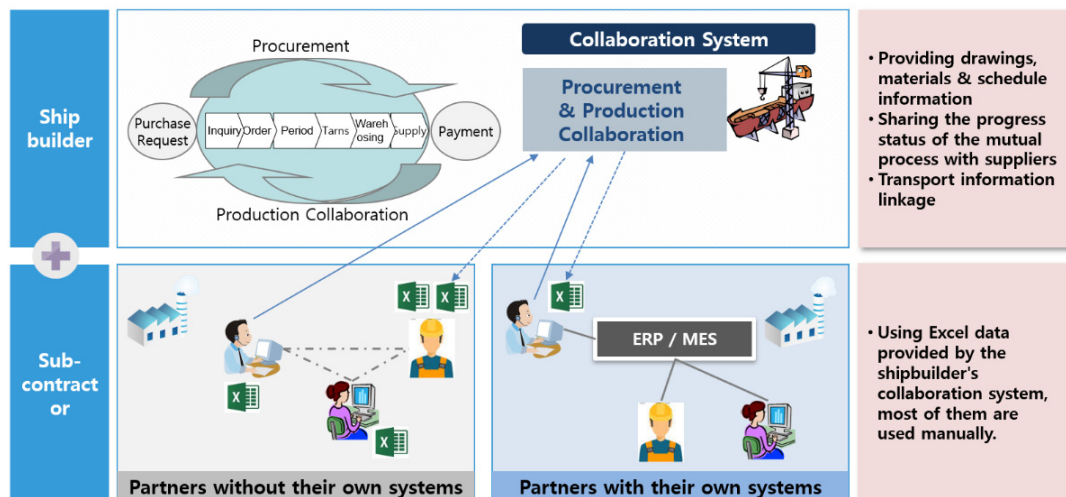 Ship
builder
Procurement
Purchase
Request
Inquiry
Order
Period
Tarns
Wareh
osing
Supply
Payment
Production Collaboration
Collaboration System
Procurement
& Production
Collaboration
• Providing drawings,
materials & schedule
information
• Sharing the progress
status of the mutual
process with suppliers
• Transport information
linkage
Sub-
contract
or
X
X
X
X
Partners without their own systems
X
ERP / MES
Partners with their own systems
• Using Excel data
provided by the
shipbuilder's
collaboration system,
most of them are
used manually.